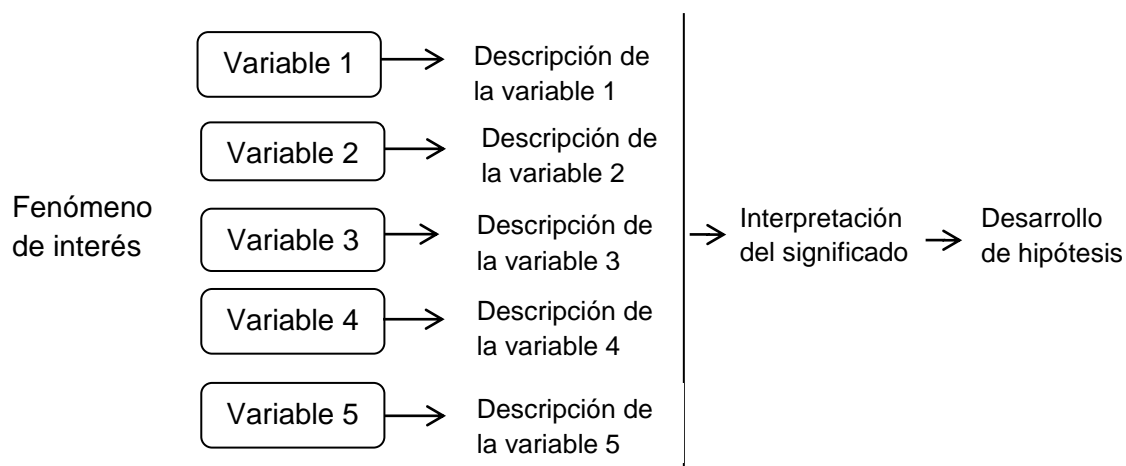 Fenómeno
de interés
Variable 1
Descripción de
la variable 1
Variable 2
Descripción de
la variable 2
Variable 3
Descripción de
la variable 3
Variable 4
Descripción de
la variable 4
Variable 5
Descripción de
la variable 5
Interpretación
del significado
Desarrollo
de hipótesis